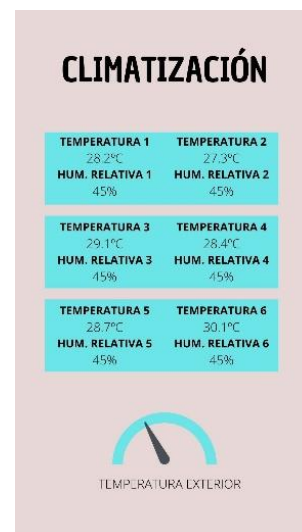 CLIMATIZACIÓN
TEMPERATURA 1 TEMPERATURA 2
28.2ºC 27.3ºC
HUM. RELATIVA 1 HUM. RELATIVA 2
45% 45%
TEMPERATURA 3 TEMPERATURA 4
29.1ºC 28.4ºC
HUM. RELATIVA 3 HUM. RELATIVA 4
45% 45%
TEMPERATURA 5 TEMPERATURA 6
28.7ºC 30.1ºC
HUM. RELATIVA 5 HUM. RELATIVA 6
45% 45%
TEMPERATURA EXTERIOR